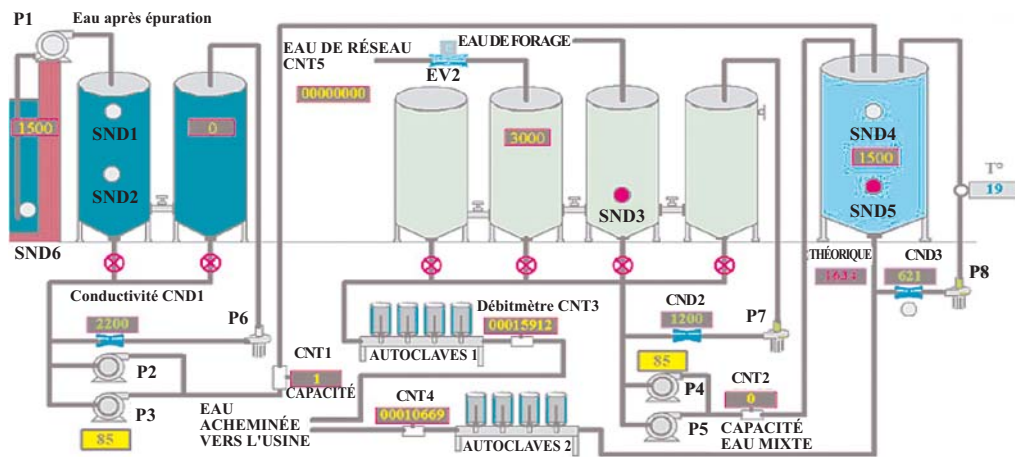 P1
Eau après épuration
EAU DE RÉSEAU
CNT5
00000000
EV2
EAU DE FORAGE
1500
SND1
SND2
SND6
0
3000
SND3
SND4
1500
SND5
T°
19
THÉORIQUE
1634
CND3
621
P8
Conductivité CND1
2200
P6
P2
P3
85
CNT1
1
CAPACITÉ
Débitmètre CNT3
00015912
AUTOCLAVES 1
CND2
1200
P7
85
P4
P5
CNT2
0
CAPACITÉ
EAU MIXTE
EAU
ACHEMINÉE
VERS L'USINE
CNT4
00010669
AUTOCLAVES 2